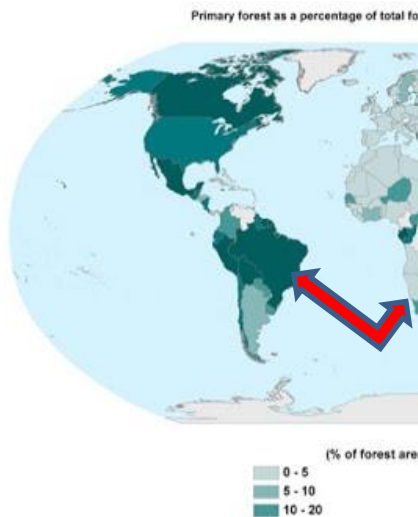 Primary forest as a percentage of total fo
(% of forest are
0 - 5
5 - 10
10 - 20